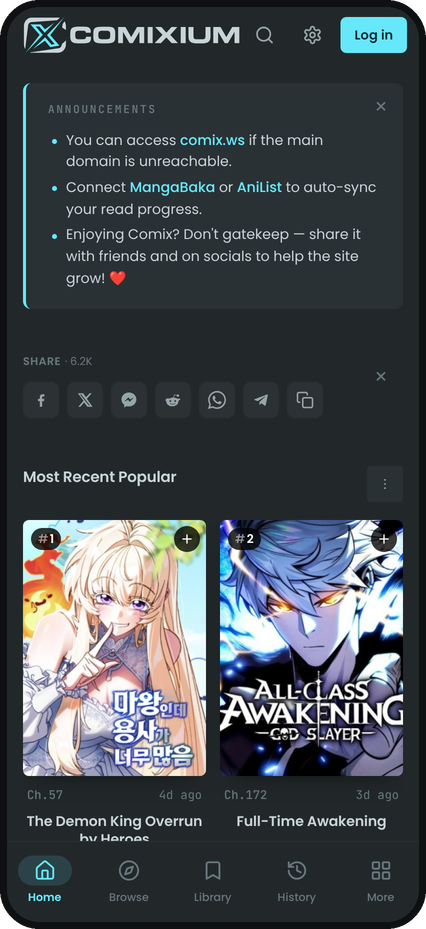 COMIXIUM
Log in
ANNOUNCEMENTS
You can access comix.ws if the main
domain is unreachable.
Connect MangaBaka or AniList to auto-sync
your read progress.
Enjoying Comix? Don't gatekeep — share it
with friends and on socials to help the site
grow! ❤️
SHARE · 6.2K
Most Recent Popular
#1
#2
마왕인데
용사가
너무많음
ALL-CLASS
AWAKENING
GOD SLAYER
Ch.57
4d ago
Ch.172
3d ago
The Demon King Overrun
by Heroes
Full-Time Awakening
Home
Browse
Library
History
More